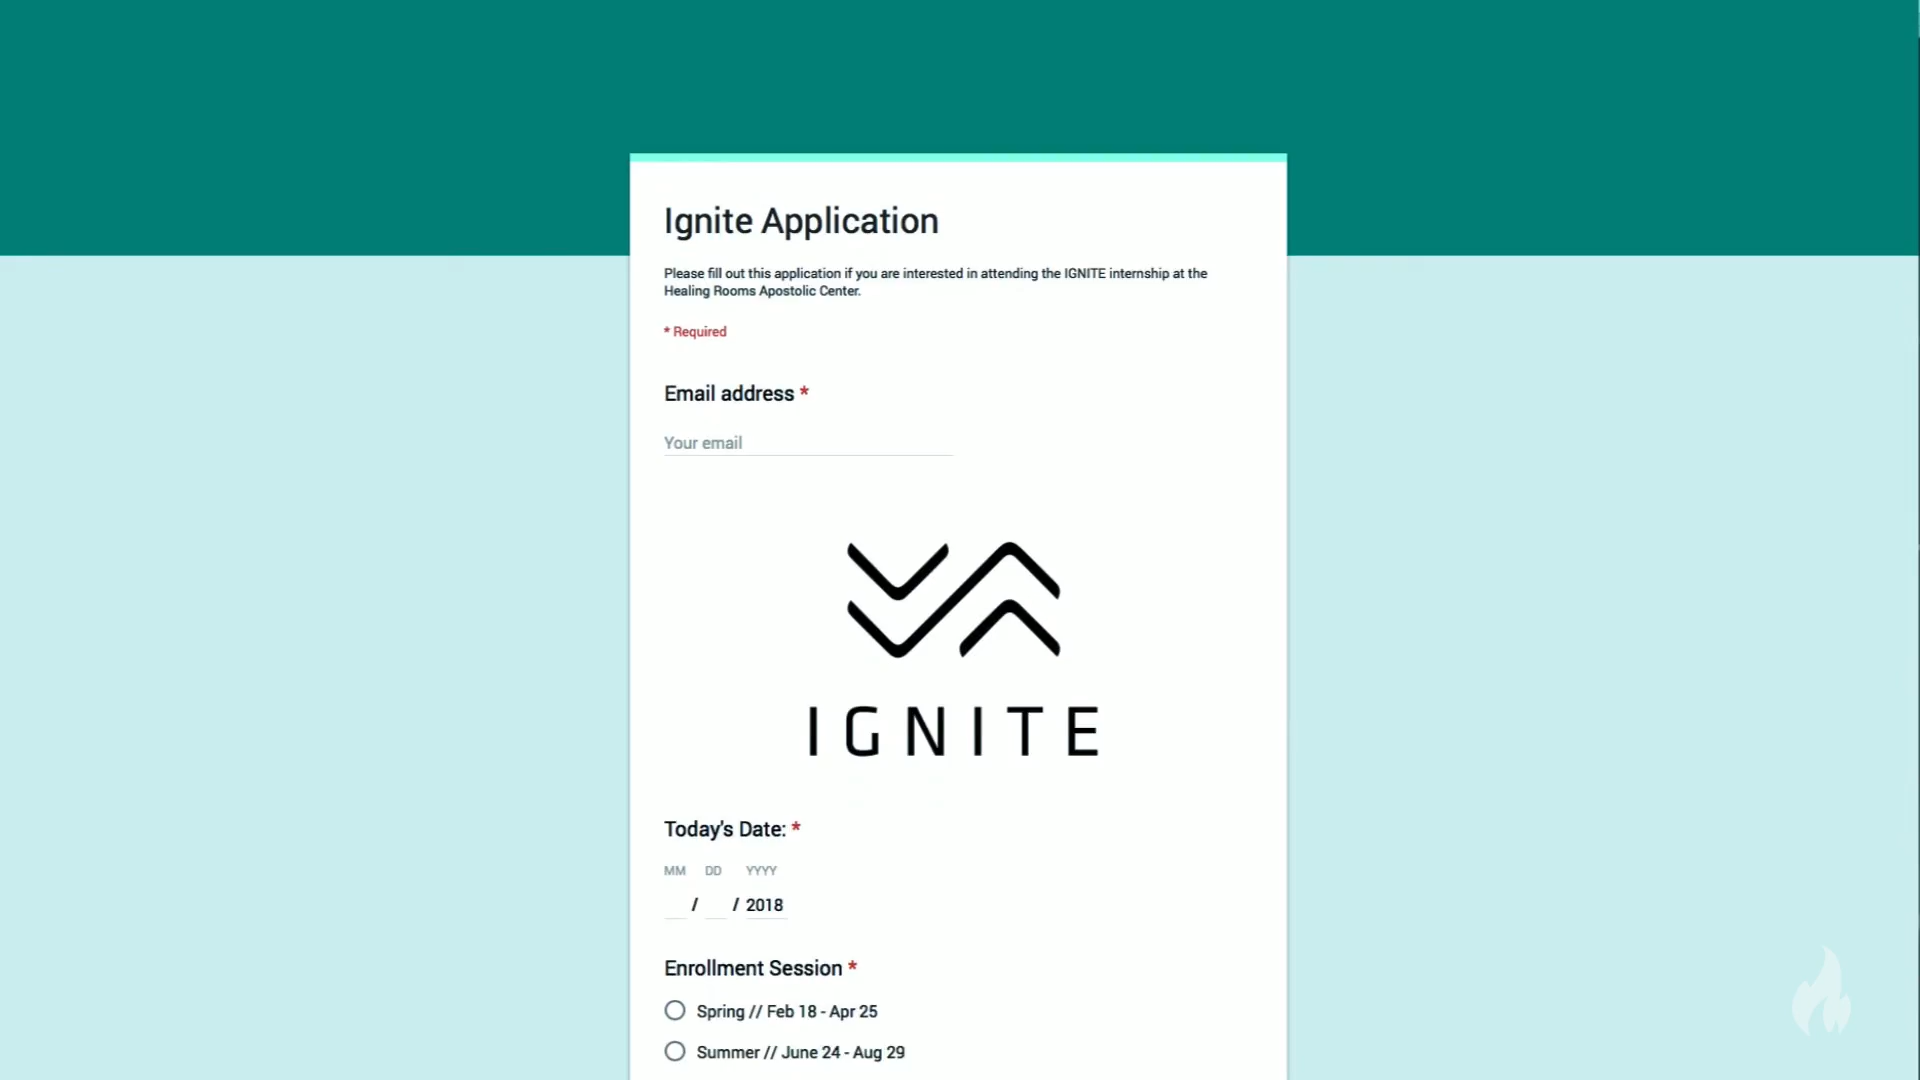 Ignite Application
Please fill out this application if you are interested in attending the IGNITE internship at the
Healing Rooms Apostolic Center.
* Required
Email address *
Your email
IGNITE
Today's Date: *
MM DD YYYY
/ / 2018
Enrollment Session *
Spring // Feb 18 - Apr 25
Summer // June 24 - Aug 29